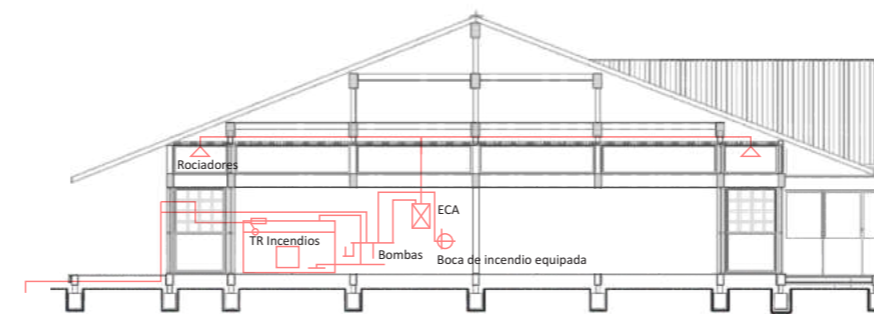 Rociadores
ECA
TR Incendios
Bombas
Boca de incendio equipada